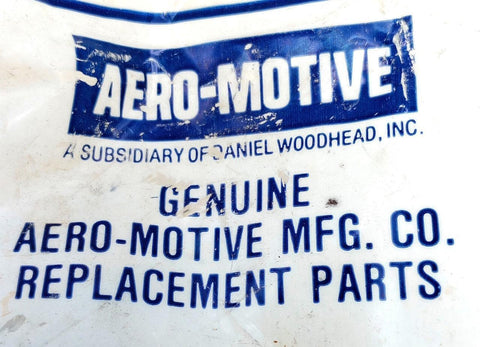 AERO-MOTIVE
A SUBSIDIARY OF DANIEL WOODHEAD, INC.
GENUINE
AERO-MOTIVE MFG. CO.
REPLACEMENT PARTS